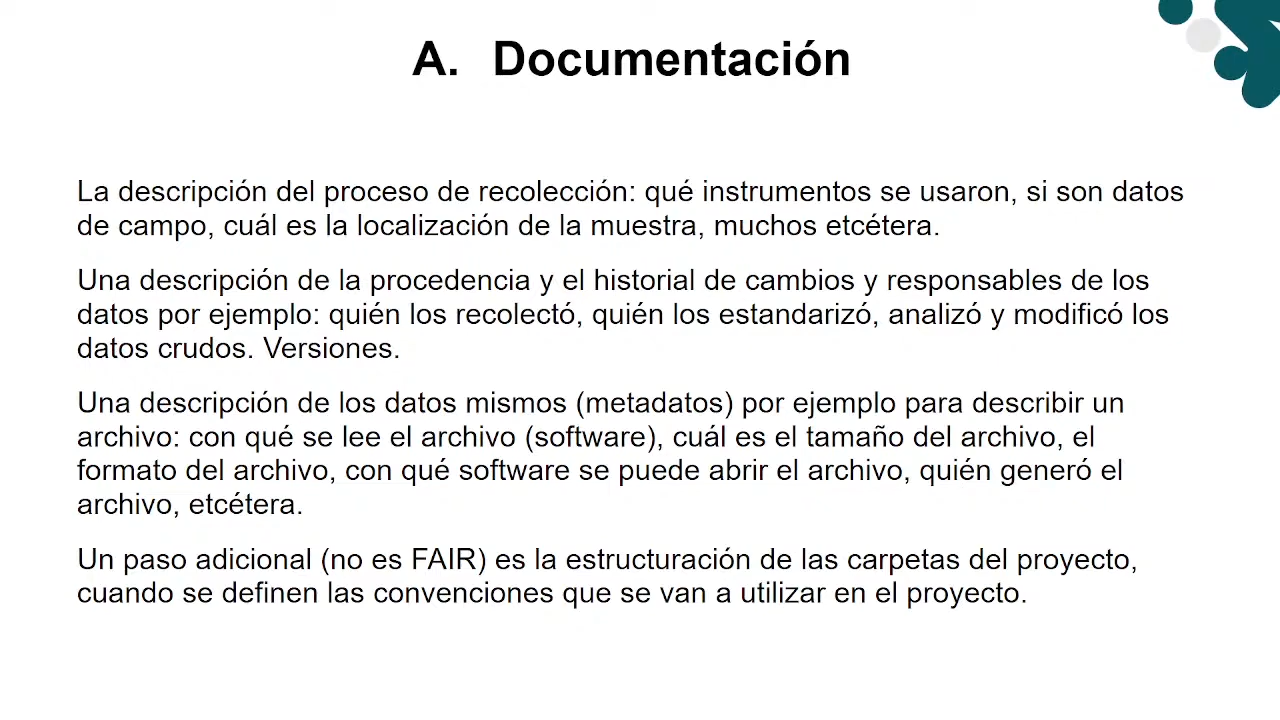 A. Documentación
La descripción del proceso de recolección: qué instrumentos se usaron, si son datos
de campo, cuál es la localización de la muestra, muchos etcétera.
Una descripción de la procedencia y el historial de cambios y responsables de los
datos por ejemplo: quién los recolectó, quién los estandarizó, analizó y modificó los
datos crudos. Versiones.
Una descripción de los datos mismos (metadatos) por ejemplo para describir un
archivo: con qué se lee el archivo (software), cuál es el tamaño del archivo, el
formato del archivo, con qué software se puede abrir el archivo, quién generó el
archivo, etcétera.
Un paso adicional (no es FAIR) es la estructuración de las carpetas del proyecto,
cuando se definen las convenciones que se van a utilizar en el proyecto.